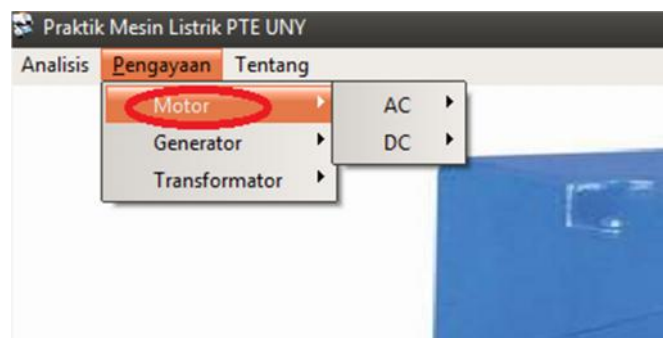 Praktik Mesin Listrik PTE UNY
Analisis Pengayaan Tentang
Motor AC
Generator DC
Transformator